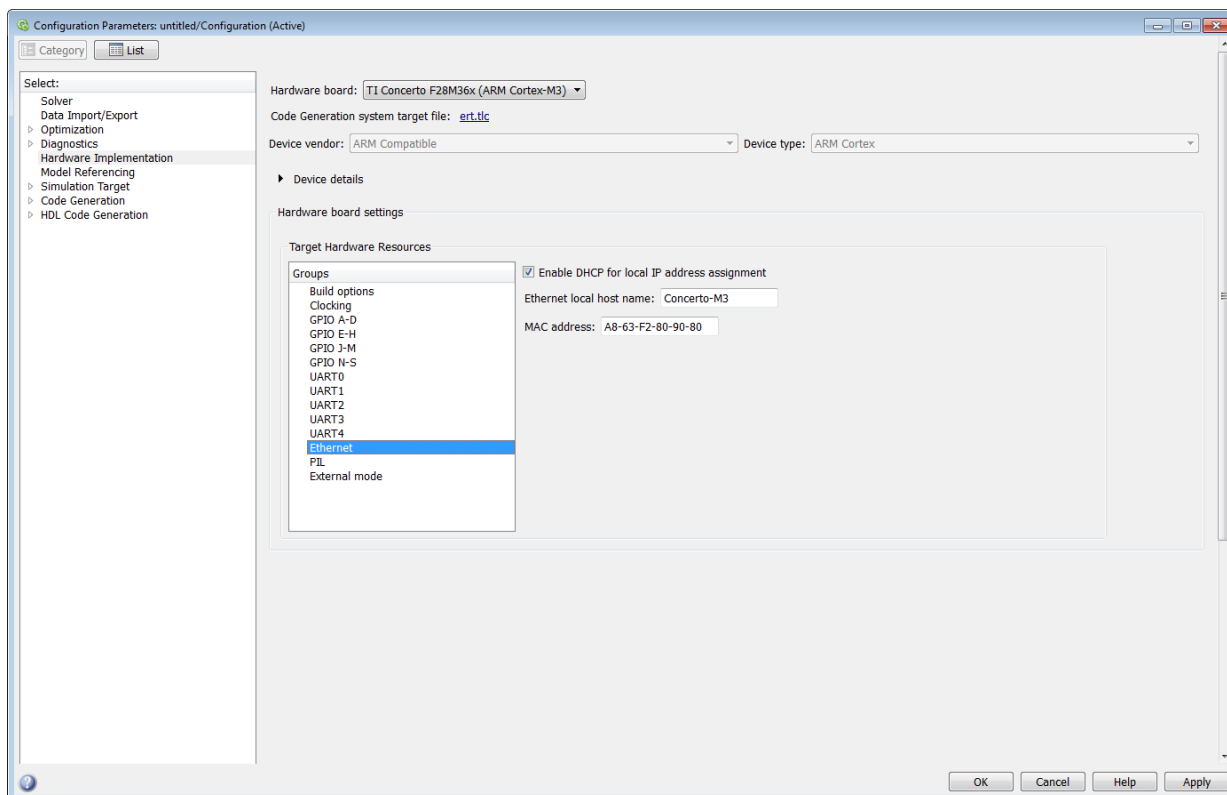 Configuration Parameters: untitled/Configuration (Active)
Category
List
Select:
Solver
Data Import/Export
Optimization
Diagnostics
Hardware Implementation
Model Referencing
Simulation Target
Code Generation
HDL Code Generation
Hardware board: TI Concerto F28M36x (ARM Cortex-M3)
Code Generation system target file: ert.tlc
Device vendor: ARM Compatible Device type: ARM Cortex
Device details
Hardware board settings
Target Hardware Resources
Groups
Build options
Clocking
GPIO A-D
GPIO E-H
GPIO J-M
GPIO N-S
UART0
UART1
UART2
UART3
UART4
Ethernet
PIL
External mode
Enable DHCP for local IP address assignment
Ethernet local host name: Concerto-M3
MAC address: A8-63-F2-80-90-80
OK Cancel Help Apply